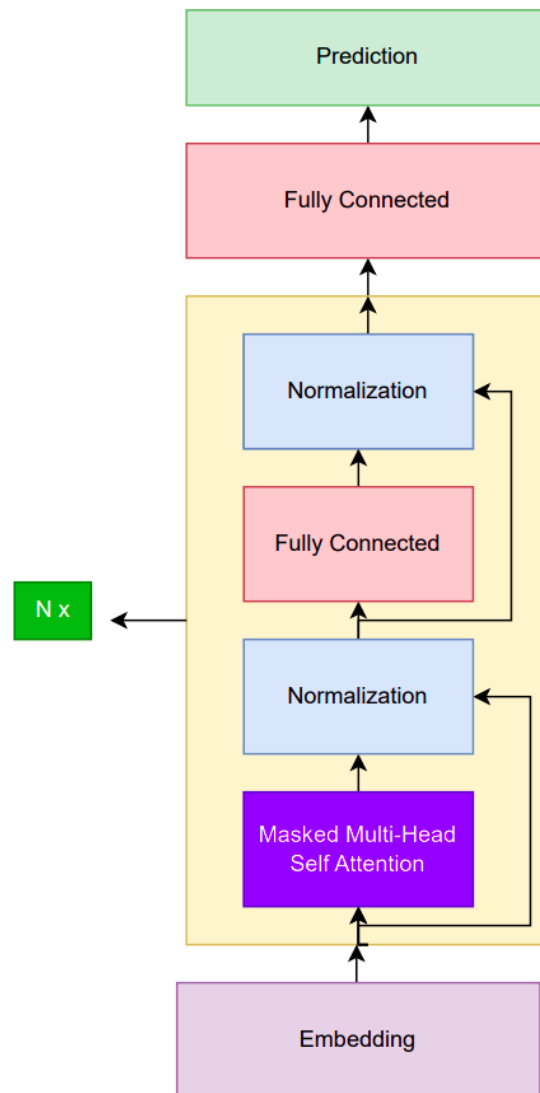 Prediction
Fully Connected
Normalization
Fully Connected
N x
Normalization
Masked Multi-Head
Self Attention
Embedding